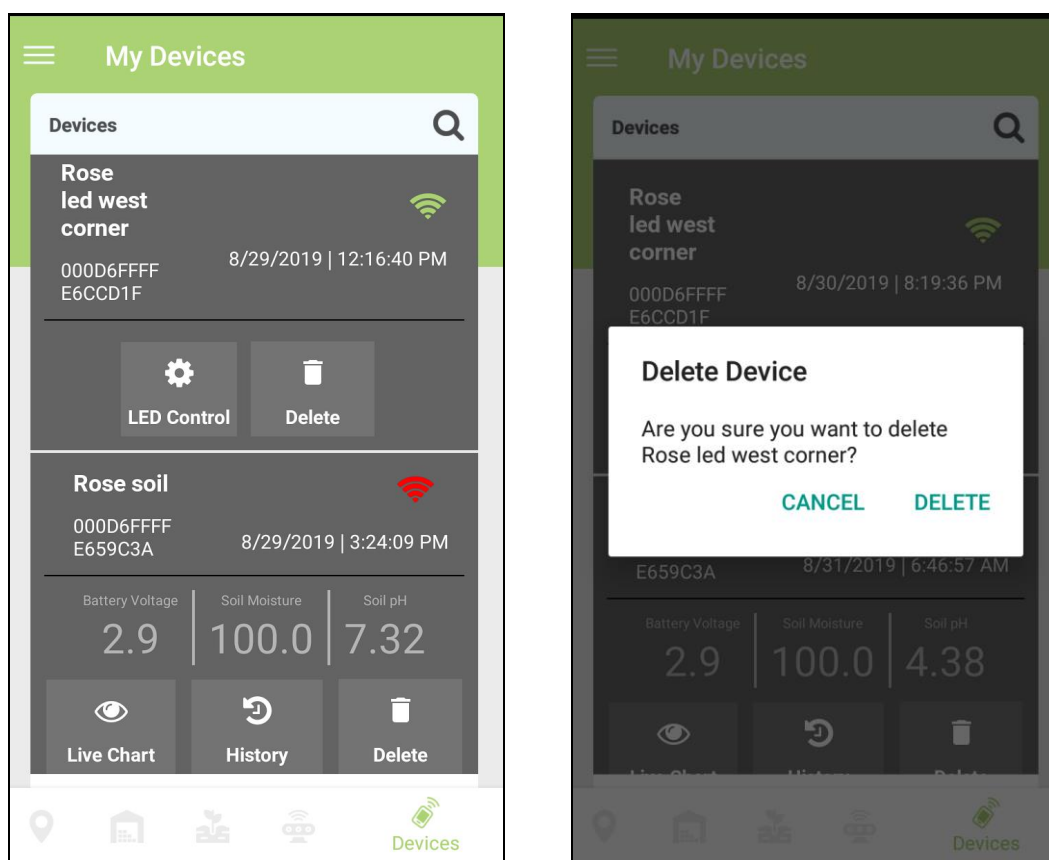 My Devices
Devices
Rose
led west
corner
000D6FFFF
E6CCD1F
8/29/2019 | 12:16:40 PM
LED Control
Delete
Rose soil
000D6FFFF
E659C3A
8/29/2019 | 3:24:09 PM
Battery Voltage
Soil Moisture
Soil pH
2.9
100.0
7.32
Live Chart
History
Delete
Devices
My Devices
Devices
Rose
led west
corner
000D6FFFF
E6CCD1F
8/30/2019 | 8:19:36 PM
Delete Device
Are you sure you want to delete
Rose led west corner?
CANCEL
DELETE
E659C3A
8/31/2019 | 6:46:57 AM
Battery Voltage
Soil Moisture
Soil pH
2.9
100.0
4.38
Live Chart
History
Delete
Devices